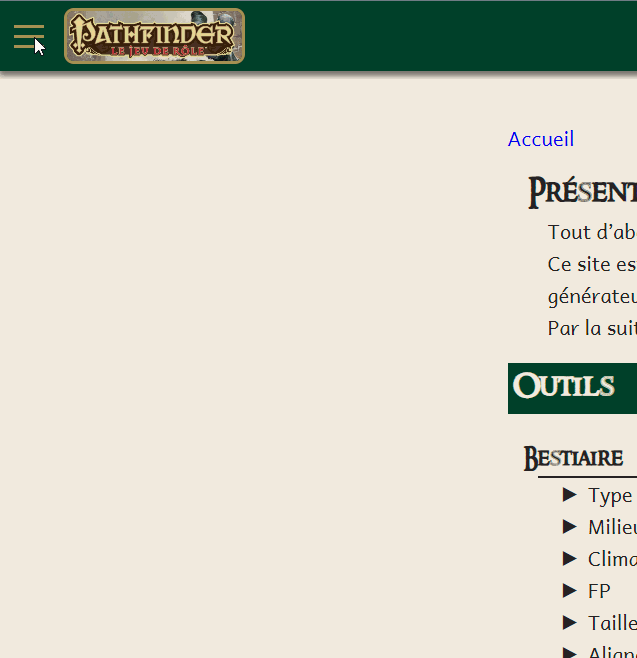 PATHFINDER
LE JEU DE RÔLE
Accueil
PRÉSENT
Tout d’ab
Ce site es
générateu
Par la suit
OUTILS
BESTIAIRE
► Type
► Milieu
► Clima
► FP
► Taille
► Align